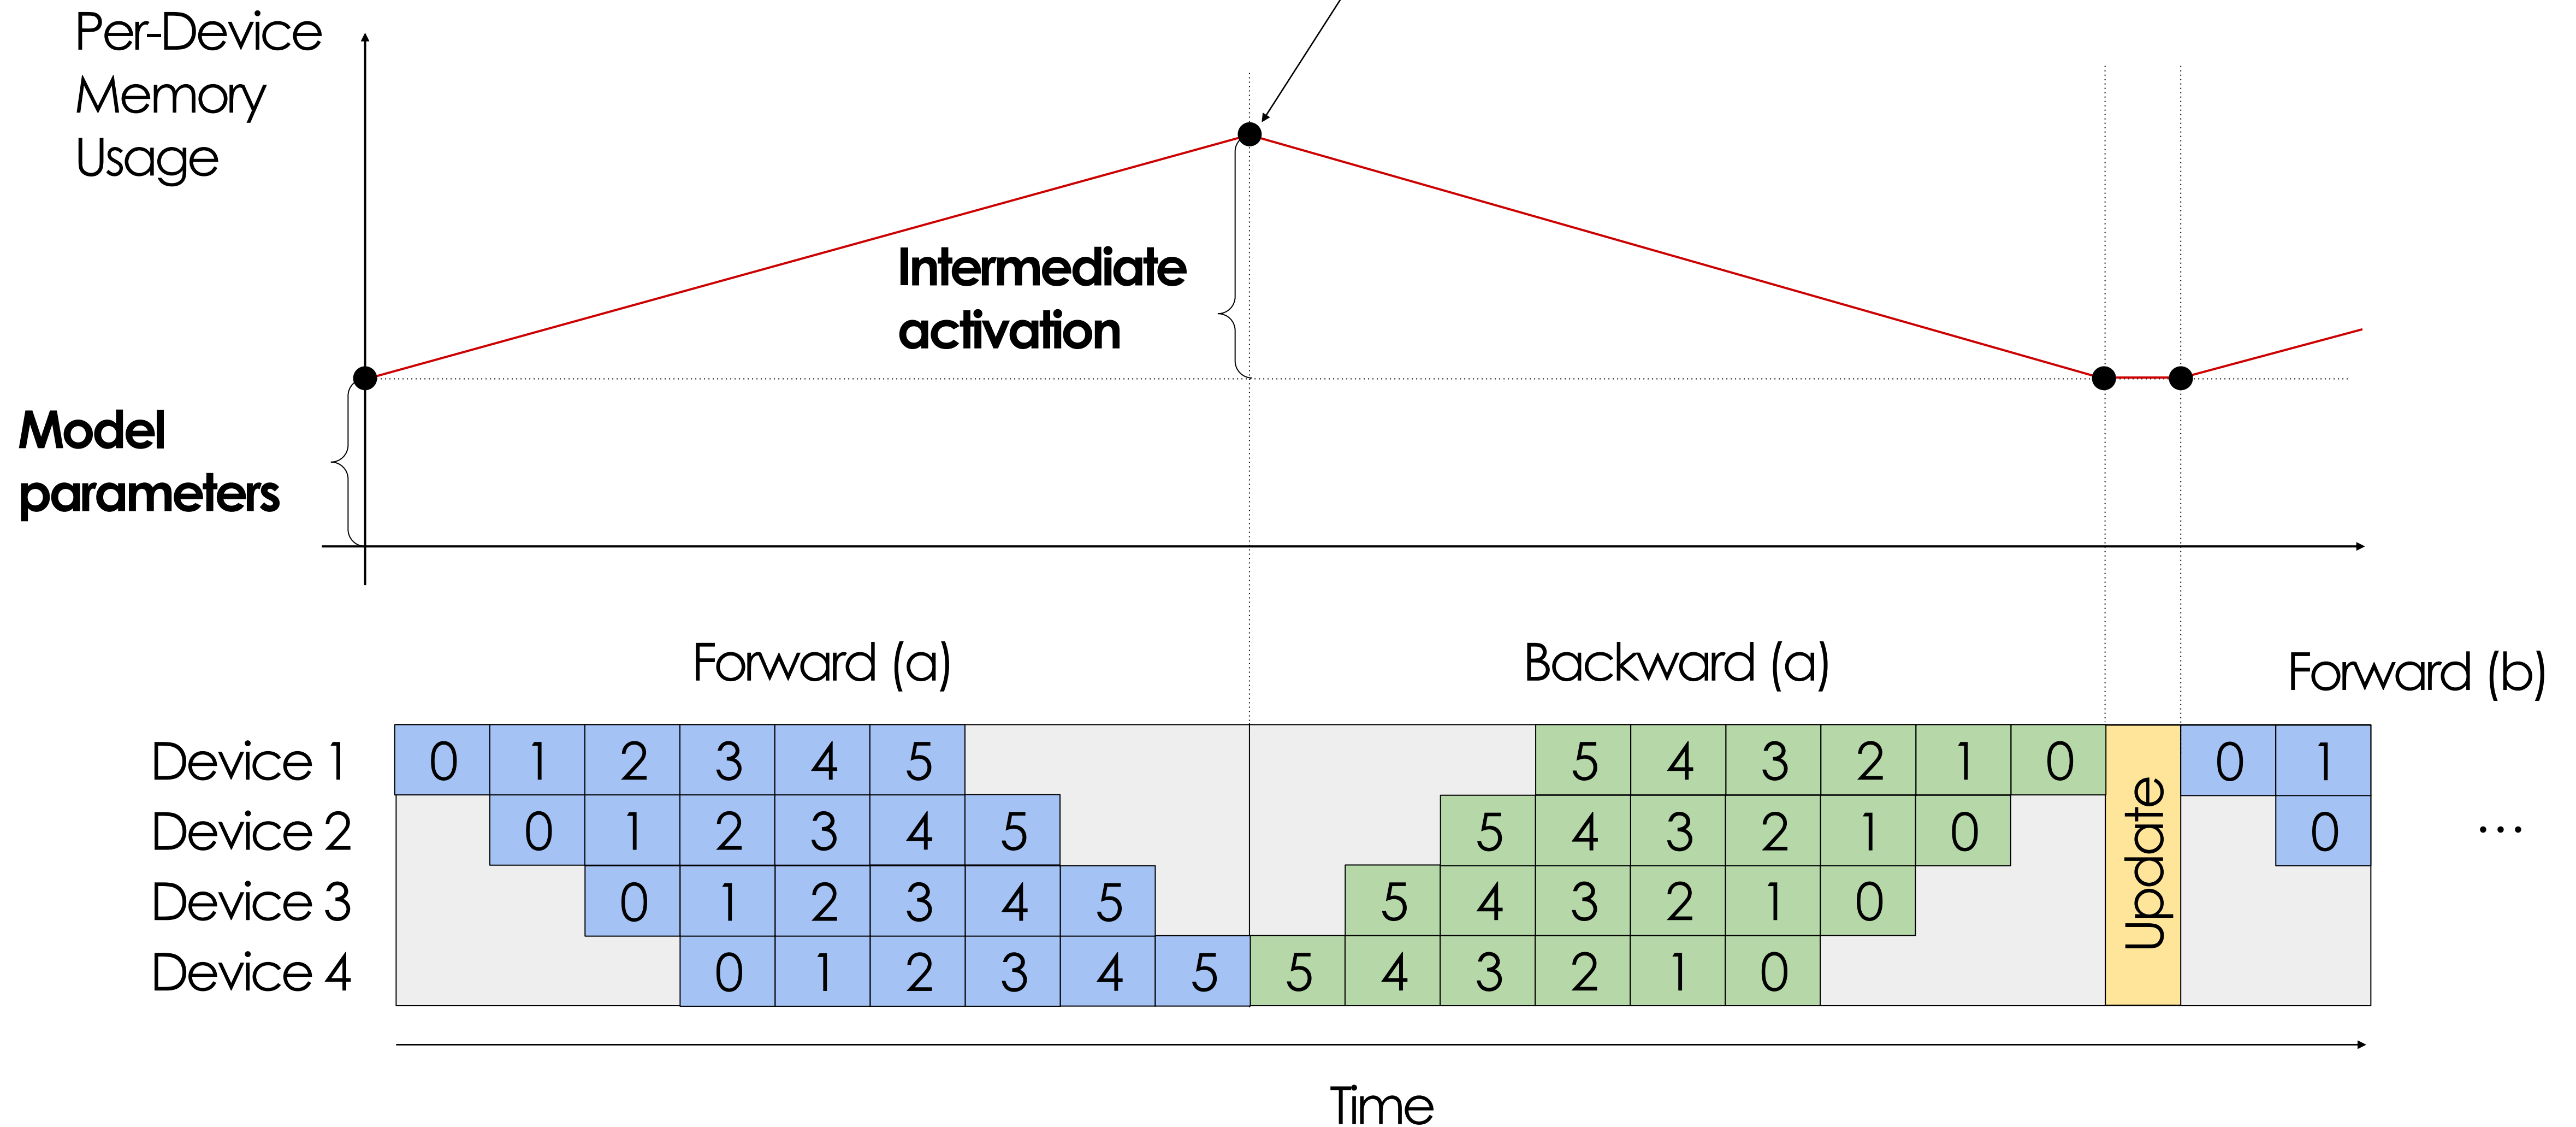 Per-Device
Memory
Usage
Intermediate
activation
Model
parameters
Forward (a)
Backward (a)
Forward (b)
Device 1
0 1 2 3 4 5
5 4 3 2 1 0
0 1
Device 2
0 1 2 3 4 5
5 4 3 2 1 0
0
...
Device 3
0 1 2 3 4 5
5 4 3 2 1 0
Device 4
0 1 2 3 4 5
5 4 3 2 1 0
Update
Time